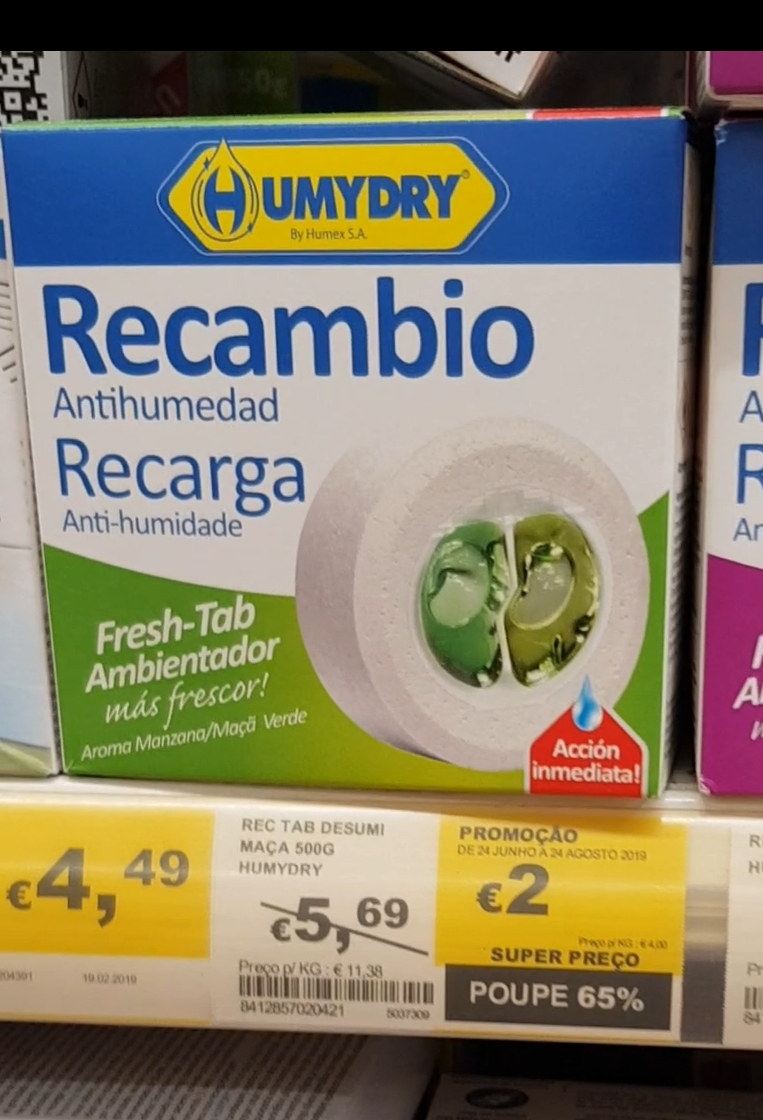 50g
HUMYDRY®
By Humex S.A.
Recambio
Antihumedad
Recarga
Anti-humidade
Fresh-Tab
Ambientador
más frescor!
Aroma Manzana/Maçã Verde
Acción
inmediata!
€4,49
19.02.2019
REC TAB DESUMI
MAÇA 500G
HUMYDRY
€5,69
Preço p/ KG : € 11,38
8412857020421 5037309
PROMOÇÃO
DE 24 JUNHO A 24 AGOSTO 2019
€2
Preço p/ KG : € 4,00
SUPER PREÇO
POUPE 65%